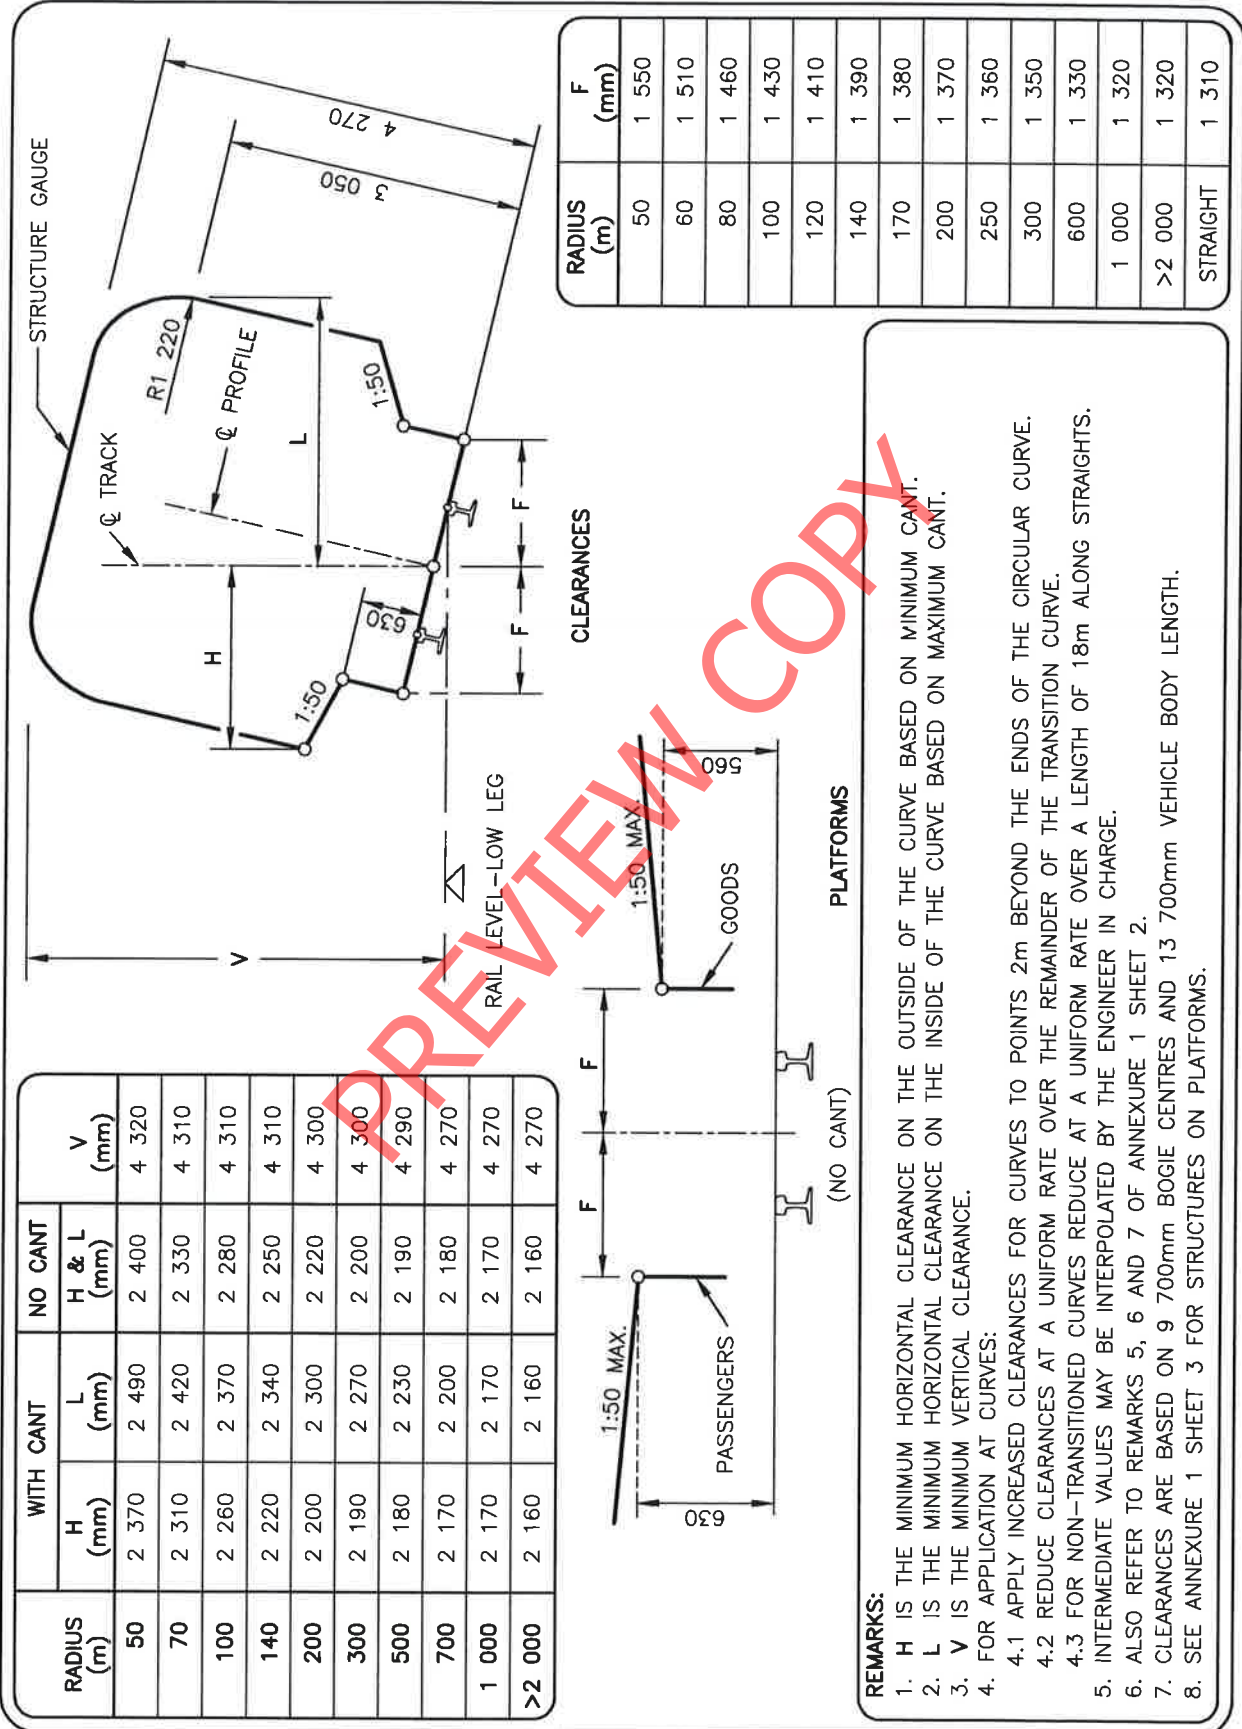 WITH CANT NO CANT
RADIUS (m) H (mm) L (mm) H & L (mm) V (mm)
50 2 370 2 490 2 400 4 320
70 2 310 2 420 2 330 4 310
100 2 260 2 370 2 280 4 310
140 2 220 2 340 2 250 4 310
200 2 200 2 300 2 220 4 300
300 2 190 2 270 2 200 4 300
500 2 180 2 230 2 190 4 290
700 2 170 2 200 2 180 4 270
1 000 2 170 2 170 2 170 4 270
>2 000 2 160 2 160 2 160 4 270
STRUCTURE GAUGE
℄ TRACK
R1 220
℄ PROFILE
H
L
V
1:50
1:50
630
4 270
3 050
F
F
RAIL LEVEL-LOW LEG
CLEARANCES
RADIUS (m) F (mm)
50 1 550
60 1 510
80 1 460
100 1 430
120 1 410
140 1 390
170 1 380
200 1 370
250 1 360
300 1 350
600 1 330
1 000 1 320
>2 000 1 320
STRAIGHT 1 310
1:50 MAX.
PASSENGERS
630
F
F
1:50 MAX.
GOODS
560
(NO CANT)
PLATFORMS
REMARKS:
1. H IS THE MINIMUM HORIZONTAL CLEARANCE ON THE OUTSIDE OF THE CURVE BASED ON MINIMUM CANT.
2. L IS THE MINIMUM HORIZONTAL CLEARANCE ON THE INSIDE OF THE CURVE BASED ON MAXIMUM CANT.
3. V IS THE MINIMUM VERTICAL CLEARANCE.
4. FOR APPLICATION AT CURVES:
4.1 APPLY INCREASED CLEARANCES FOR CURVES TO POINTS 2m BEYOND THE ENDS OF THE CIRCULAR CURVE.
4.2 REDUCE CLEARANCES AT A UNIFORM RATE OVER THE REMAINDER OF THE TRANSITION CURVE.
4.3 FOR NON-TRANSITIONED CURVES REDUCE AT A UNIFORM RATE OVER A LENGTH OF 18m ALONG STRAIGHTS.
5. INTERMEDIATE VALUES MAY BE INTERPOLATED BY THE ENGINEER IN CHARGE.
6. ALSO REFER TO REMARKS 5, 6 AND 7 OF ANNEXURE 1 SHEET 2.
7. CLEARANCES ARE BASED ON 9 700mm BOGIE CENTRES AND 13 700mm VEHICLE BODY LENGTH.
8. SEE ANNEXURE 1 SHEET 3 FOR STRUCTURES ON PLATFORMS.
PREVIEW COPY